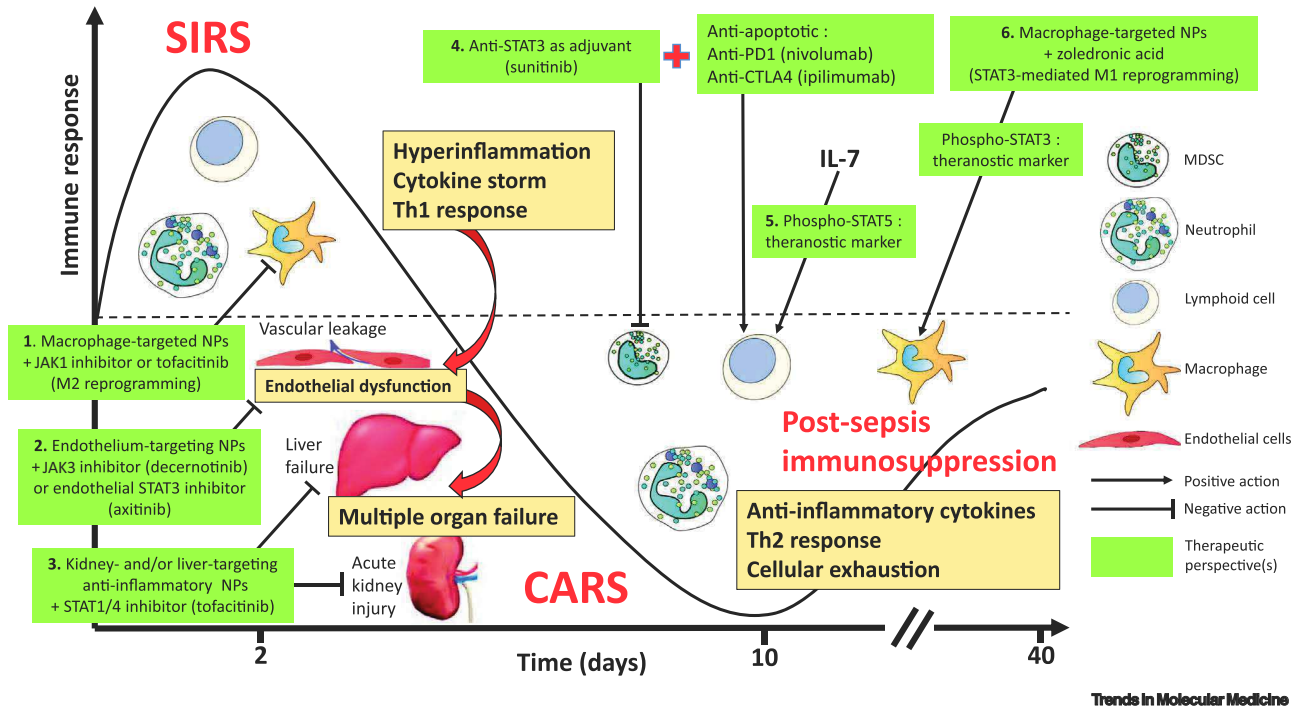 SIRS
Immune response
4. Anti-STAT3 as adjuvant
(sunitinib)
Anti-apoptotic :
Anti-PD1 (nivolumab)
Anti-CTLA4 (ipilimumab)
6. Macrophage-targeted NPs
+ zoledronic acid
(STAT3-mediated M1 reprogramming)
Phospho-STAT3 :
theranostic marker
Hyperinflammation
Cytokine storm
Th1 response
IL-7
5. Phospho-STAT5 :
theranostic marker
1. Macrophage-targeted NPs
+ JAK1 inhibitor or tofacitinib
(M2 reprogramming)
Vascular leakage
Endothelial dysfunction
2. Endothelium-targeting NPs
+ JAK3 inhibitor (decernotinib)
or endothelial STAT3 inhibitor
(axitinib)
Liver
failure
Multiple organ failure
3. Kidney- and/or liver-targeting
anti-inflammatory NPs
+ STAT1/4 inhibitor (tofacitinib)
Acute
kidney
injury
CARS
Post-sepsis
immunosuppression
Anti-inflammatory cytokines
Th2 response
Cellular exhaustion
2
10
40
Time (days)
MDSC
Neutrophil
Lymphoid cell
Macrophage
Endothelial cells
Positive action
Negative action
Therapeutic
perspective(s)
Trends in Molecular Medicine